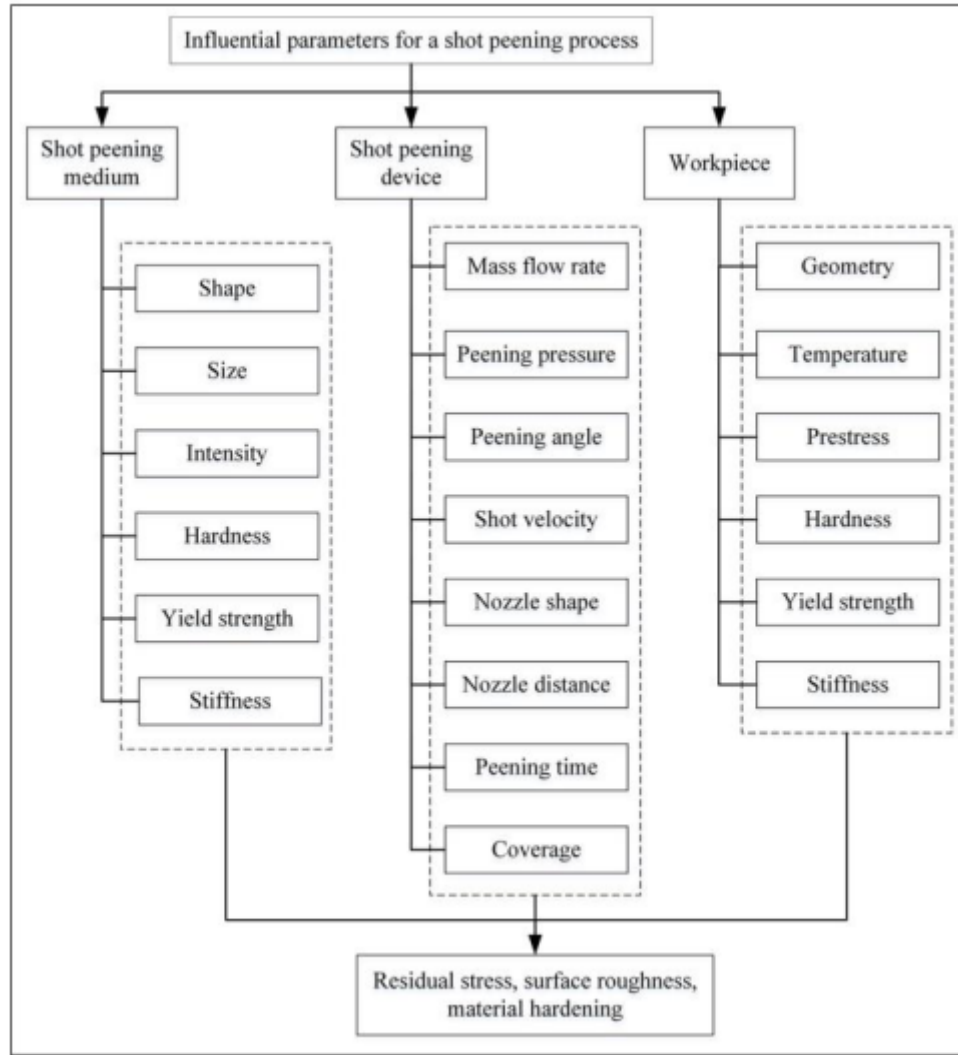 Influential parameters for a shot peening process
Shot peening
medium
Shot peening
device
Workpiece
Shape
Size
Intensity
Hardness
Yield strength
Stiffness
Mass flow rate
Peening pressure
Peening angle
Shot velocity
Nozzle shape
Nozzle distance
Peening time
Coverage
Geometry
Temperature
Prestress
Hardness
Yield strength
Stiffness
Residual stress, surface roughness,
material hardening